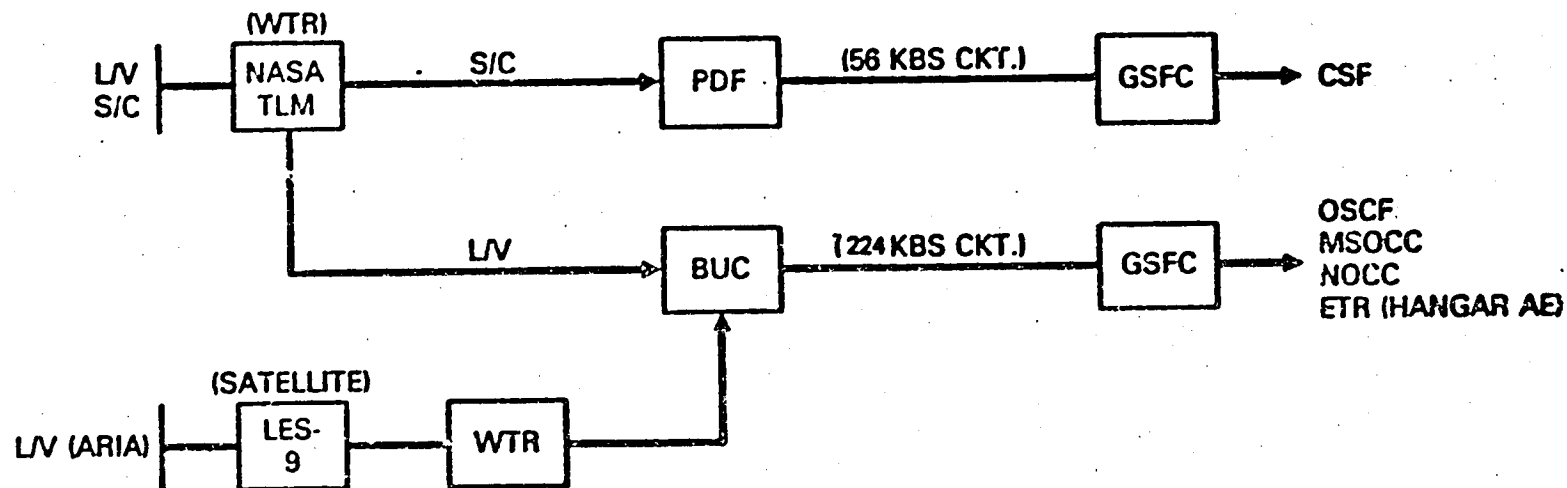 (WTR)
L/V
S/C
NASA
TLM
S/C
PDF
(56 KBS CKT.)
GSFC
CSF
L/V
BUC
(224 KBS CKT.)
GSFC
OSCF
MSOCC
NOCC
ETR (HANGAR AE)
(SATELLITE)
L/V (ARIA)
LES-
9
WTR